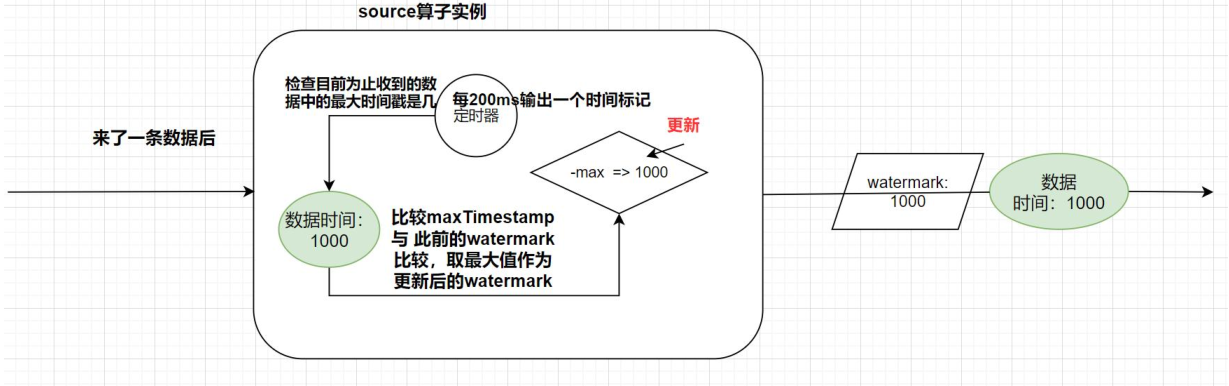 source算子实例
检查目前为止收到的数
据中的最大时间戳是几
每200ms输出一个时间标记
定时器
更新
来了一条数据后
-max => 1000
watermark:
1000
数据
时间：1000
数据时间：
1000
比较maxTimestamp
与 此前的watermark
比较，取最大值作为
更新后的watermark